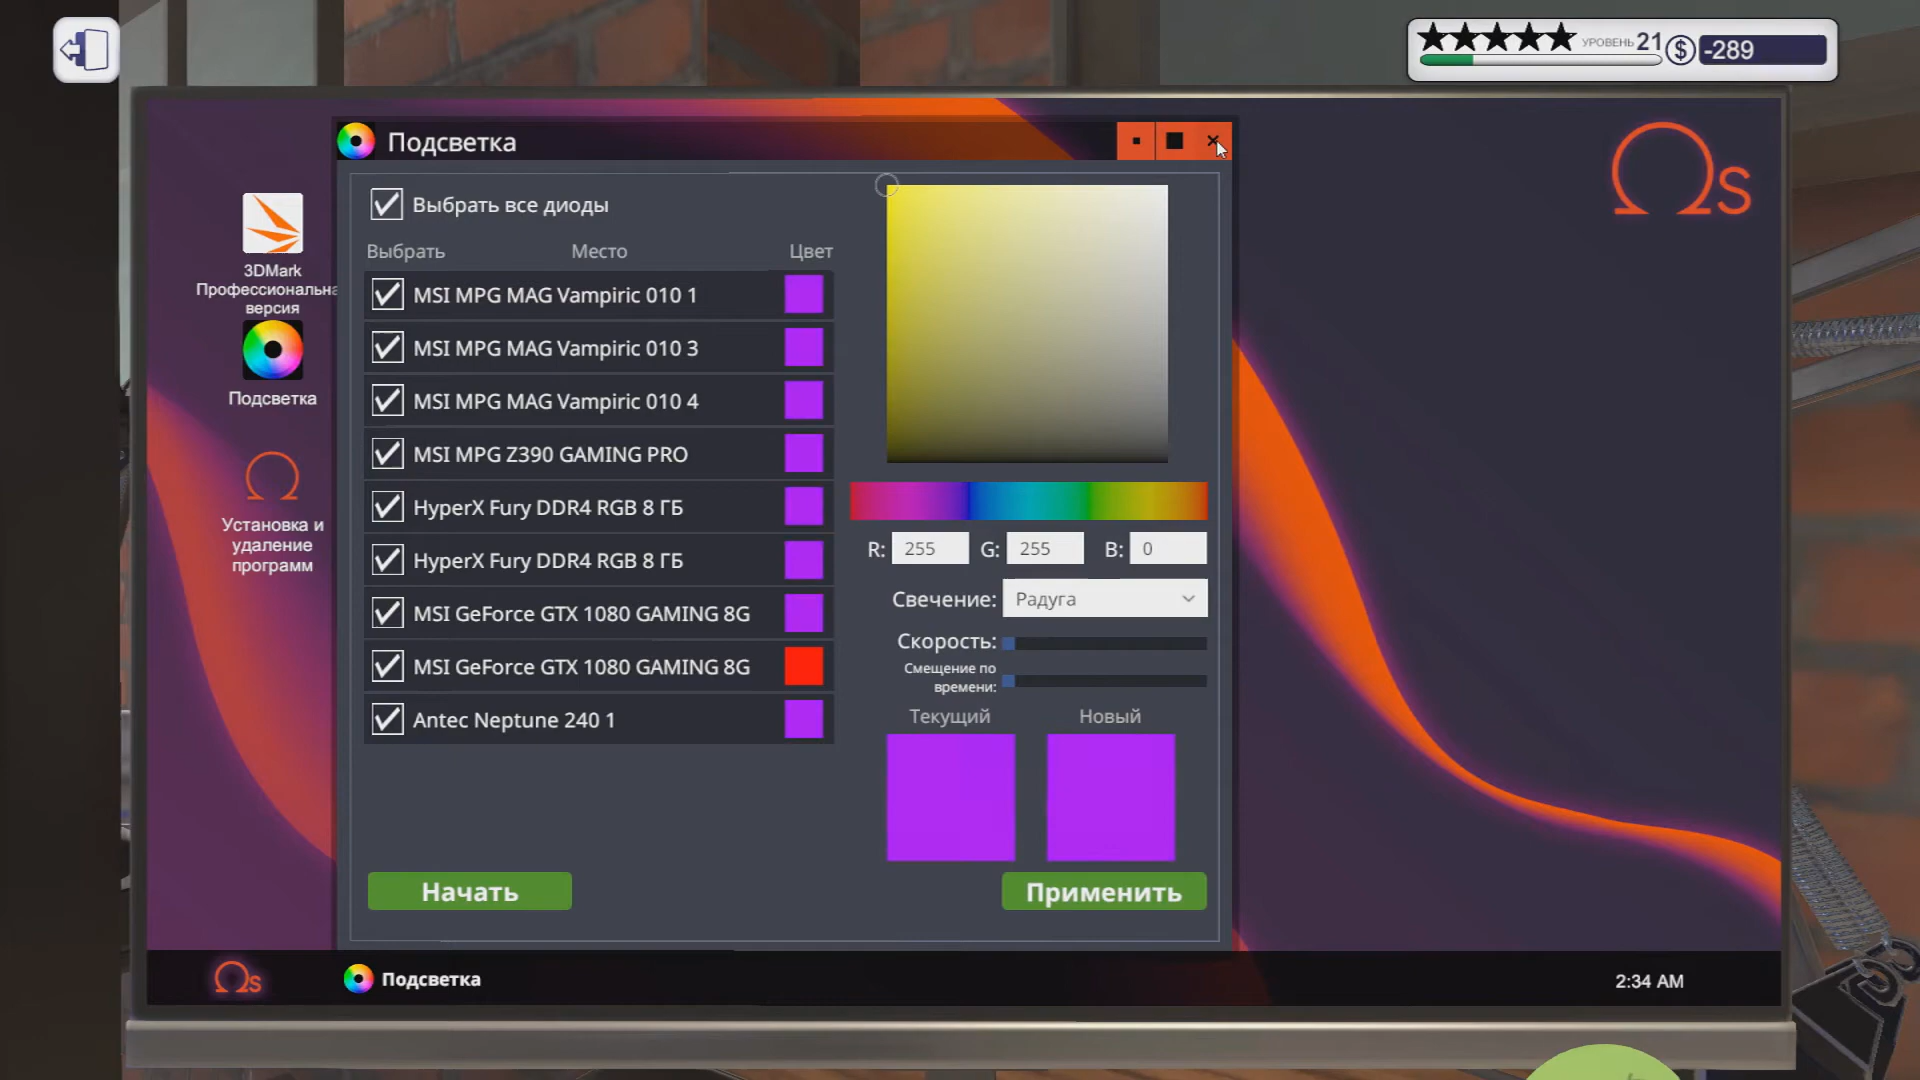 УРОВЕНЬ 21
-289
Подсветка
Выбрать все диоды
Выбрать Место Цвет
MSI MPG MAG Vampiric 010 1
MSI MPG MAG Vampiric 010 3
MSI MPG MAG Vampiric 010 4
MSI MPG Z390 GAMING PRO
HyperX Fury DDR4 RGB 8 ГБ
HyperX Fury DDR4 RGB 8 ГБ
MSI GeForce GTX 1080 GAMING 8G
MSI GeForce GTX 1080 GAMING 8G
Antec Neptune 240 1
Начать
R: 255 G: 255 B: 0
Свечение: Радуга
Скорость:
Смещение по
времени:
Текущий Новый
Применить
3DMark
Профессиональна
версия
Подсветка
Установка и
удаление
программ
Ωs
Ωs
Подсветка
2:34 AM